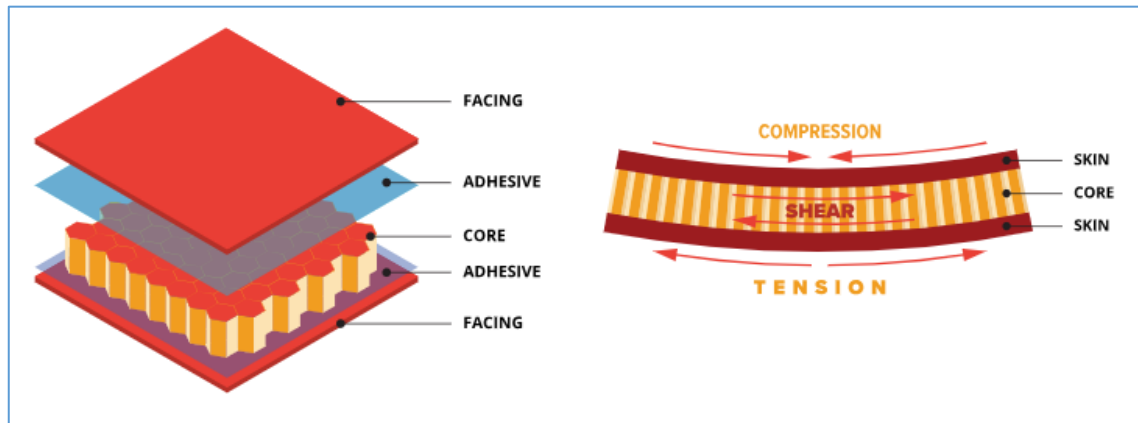 FACING
ADHESIVE
CORE
ADHESIVE
FACING
COMPRESSION
SKIN
CORE
SHEAR
SKIN
TENSION